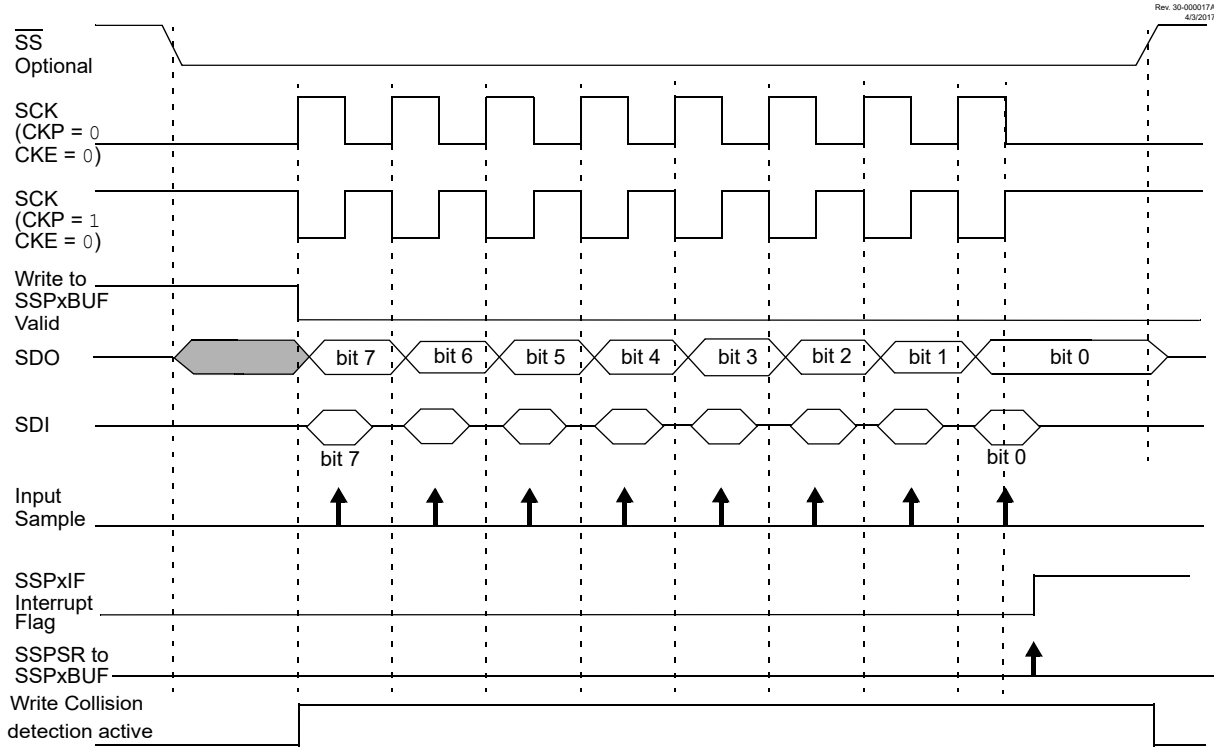 Rev. 30-000017A
4/3/2017
SS
Optional
SCK
(CKP = 0
CKE = 0)
SCK
(CKP = 1
CKE = 0)
Write to
SSPxBUF
Valid
SDO
bit 7
bit 6
bit 5
bit 4
bit 3
bit 2
bit 1
bit 0
SDI
bit 7
bit 0
Input
Sample
SSPxIF
Interrupt
Flag
SSPSR to
SSPxBUF
Write Collision
detection active